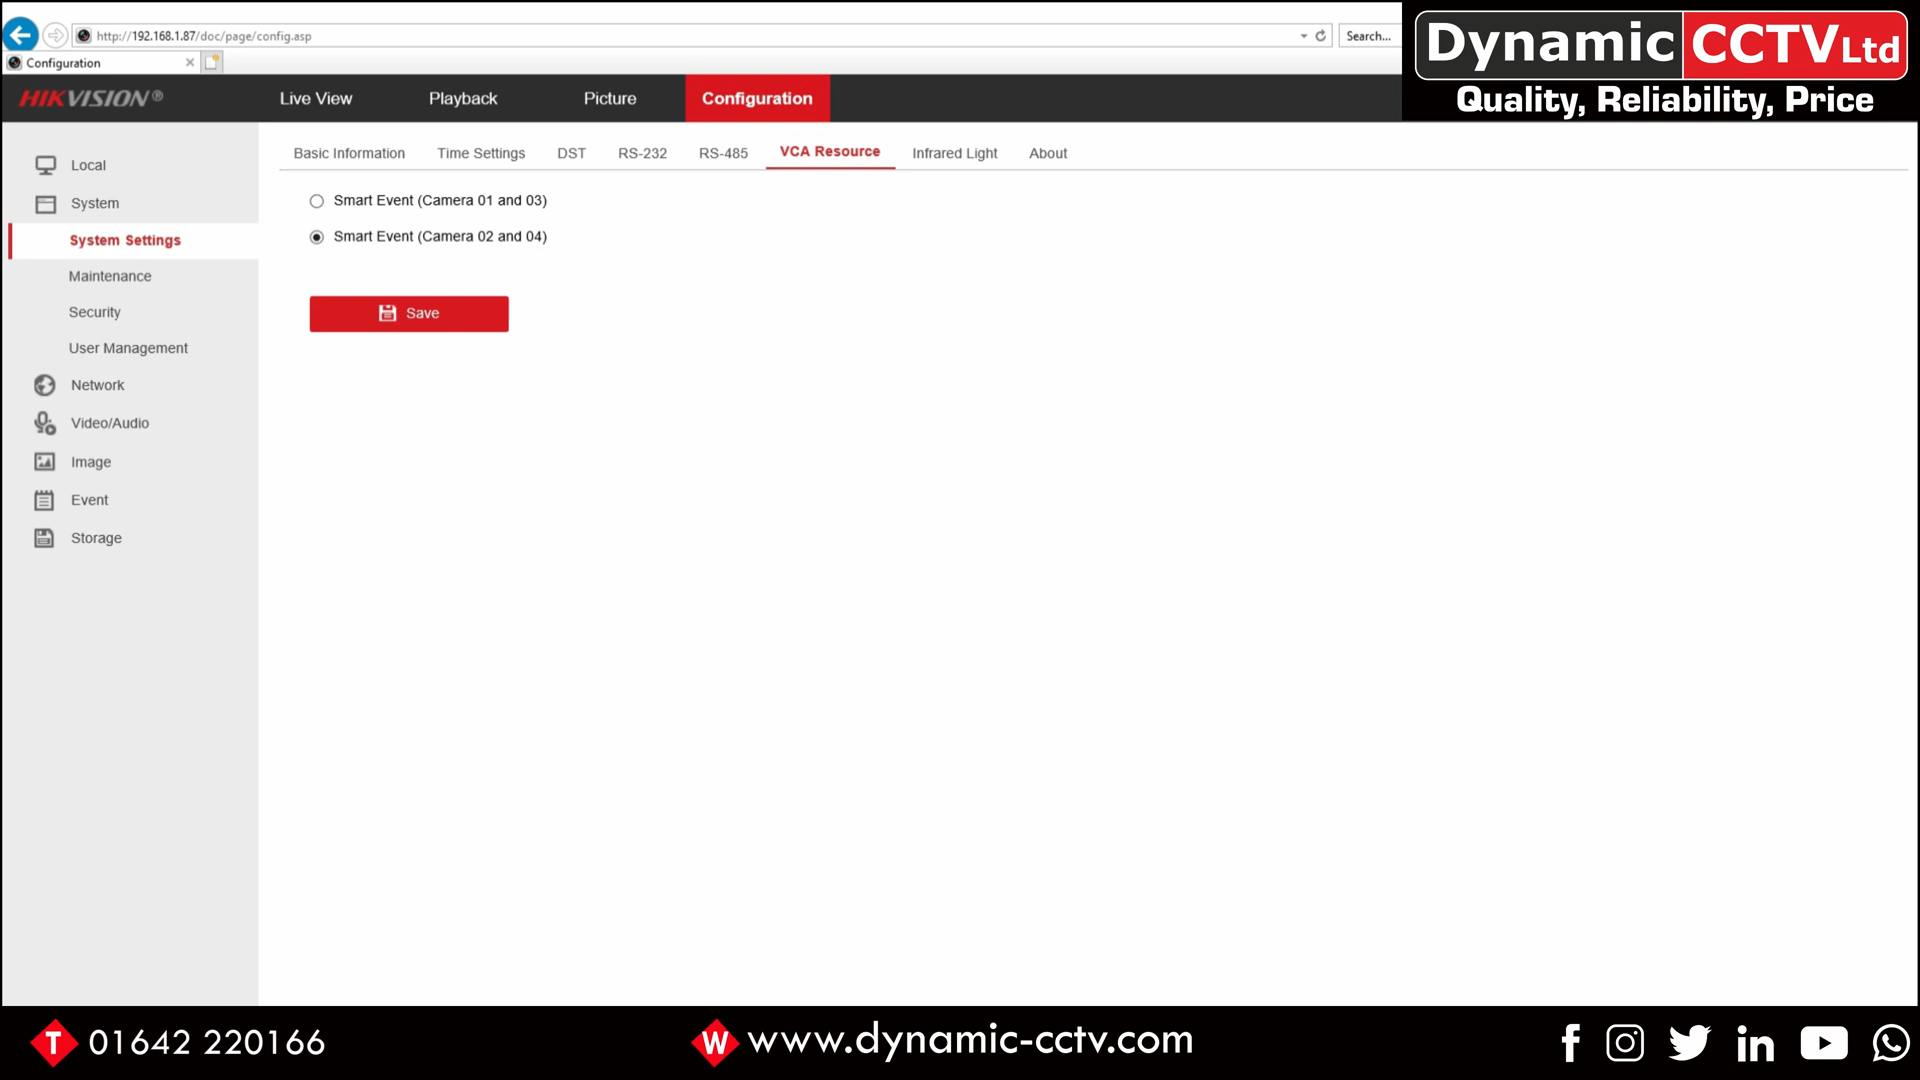 http://192.168.1.87/doc/page/config.asp
Search...
Configuration
Dynamic CCTV Ltd
Quality, Reliability, Price
HIKVISION®
Live View
Playback
Picture
Configuration
Basic Information
Time Settings
DST
RS-232
RS-485
VCA Resource
Infrared Light
About
Local
System
System Settings
Maintenance
Security
User Management
Network
Video/Audio
Image
Event
Storage
Smart Event (Camera 01 and 03)
Smart Event (Camera 02 and 04)
Save
T 01642 220166
W www.dynamic-cctv.com